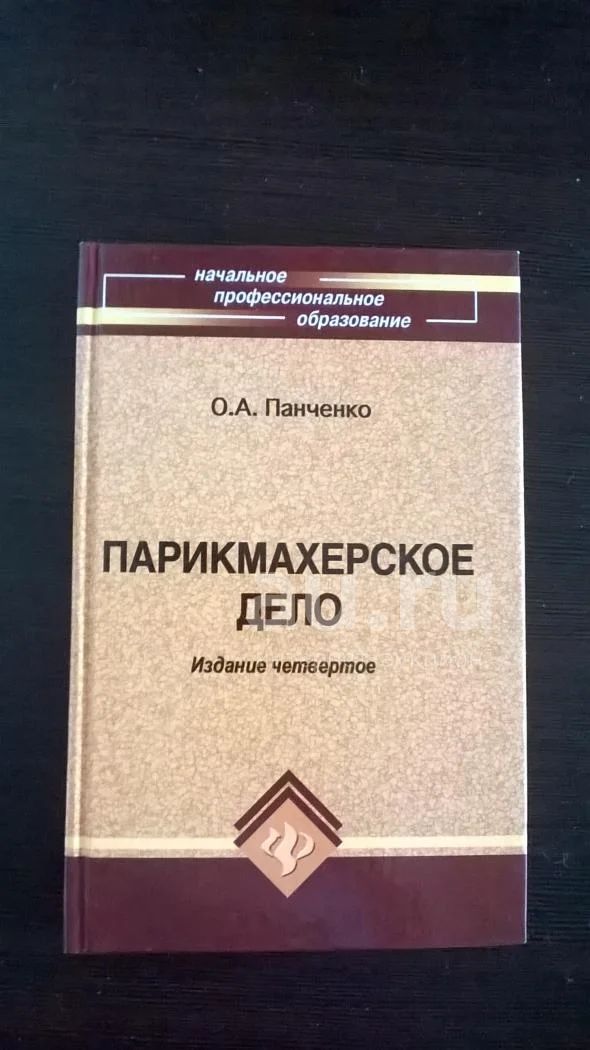 начальное
профессиональное
образование
О.А. Панченко
ПАРИКМАХЕРСКОЕ
ДЕЛО
Издание четвертое